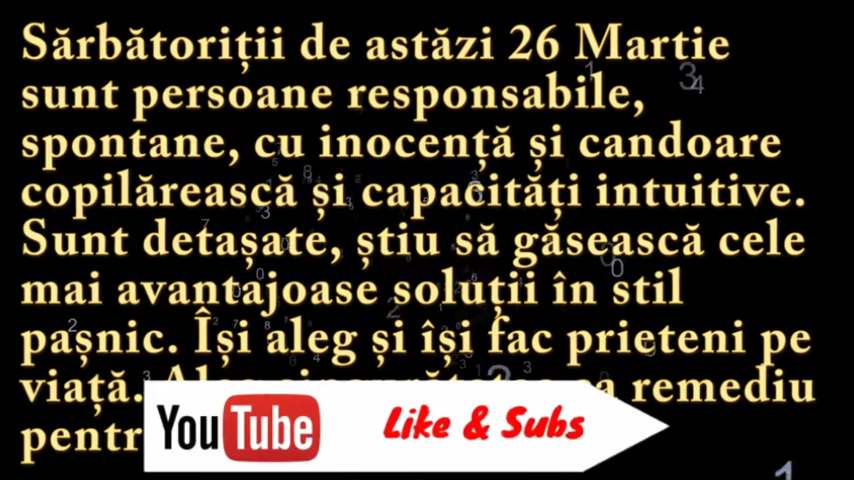 Sărbătoriții de astăzi 26 Martie
sunt persoane responsabile,
spontane, cu inocență și candoare
copilărească și capacități intuitive.
Sunt detașate, știu să găsească cele
mai avantajoase soluții în stil
pașnic. Își aleg și își fac prieteni pe
viață. remediu
pentr
YouTube
Like & Subs